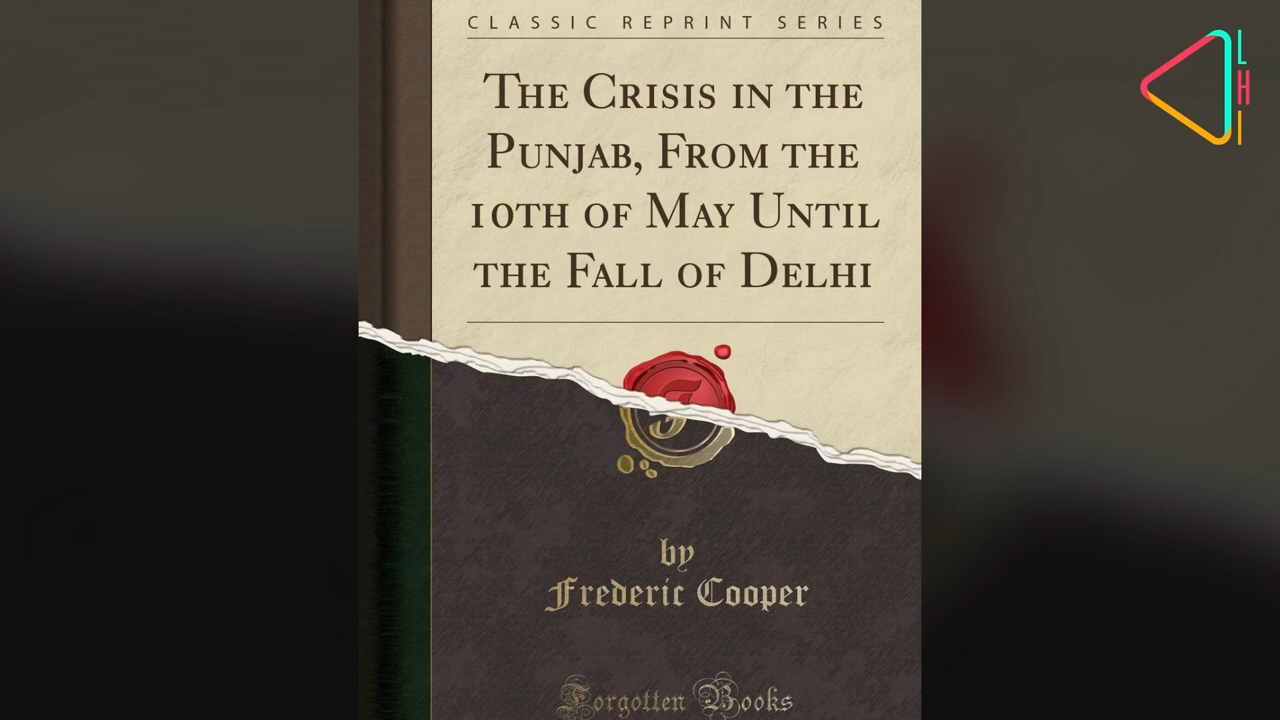 CLASSIC REPRINT SERIES
THE CRISIS IN THE
PUNJAB, FROM THE
10TH OF MAY UNTIL
THE FALL OF DELHI
F
by
Frederic Cooper
Forgotten Books
LHI